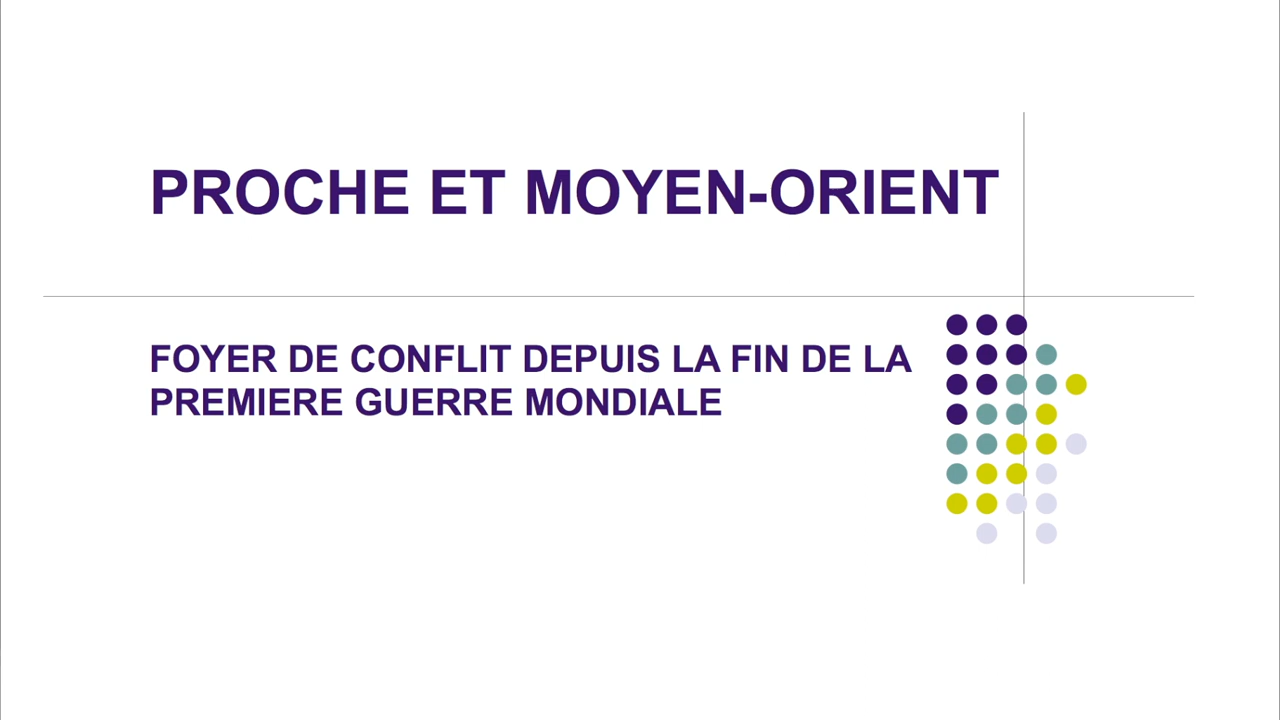 PROCHE ET MOYEN-ORIENT
FOYER DE CONFLIT DEPUIS LA FIN DE LA
PREMIERE GUERRE MONDIALE